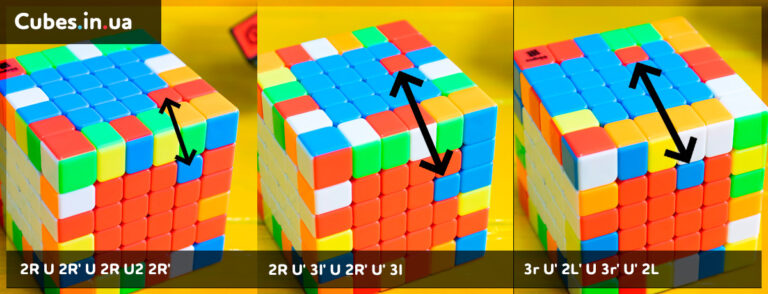 Cubes.in.ua
2R U 2R' U 2R U2 2R'
2R U' 3l' U 2R' U' 3l
3r U' 2L' U 3r' U' 2L